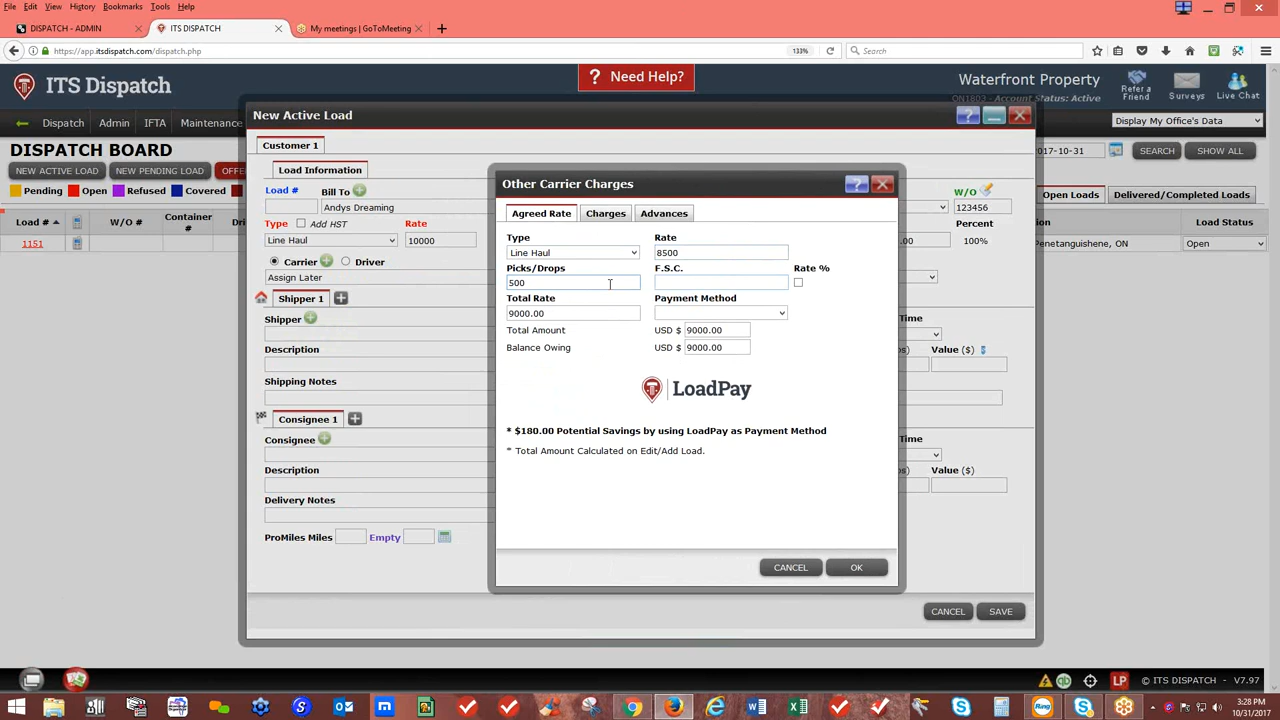 File Edit View History Bookmarks Tools Help
DISPATCH - ADMIN
ITS DISPATCH
My meetings | GoToMeeting
https://app.itsdispatch.com/dispatch.php
133%
Search
ITS Dispatch
? Need Help?
Waterfront Property
Account Status: Active
Refer a Friend
Surveys
Live Chat
Dispatch Admin IFTA Maintenance
Display My Office's Data
DISPATCH BOARD
2017-10-31
SEARCH
SHOW ALL
NEW ACTIVE LOAD
NEW PENDING LOAD
Pending Open Refused Covered
Open Loads
Delivered/Completed Loads
Load #
W/O #
Container #
Load Status
1151
Penetanguishene, ON
Open
New Active Load
Customer 1
Load Information
Load #
Bill To
Andys Dreaming
W/O
123456
Type
Add HST
Rate
Percent
Line Haul
10000
100%
Carrier
Driver
Assign Later
Shipper 1
Shipper
Time
Description
Value ($)
Shipping Notes
Consignee 1
Consignee
Time
Description
Value ($)
Delivery Notes
ProMiles Miles
Empty
CANCEL
SAVE
Other Carrier Charges
Agreed Rate
Charges
Advances
Type
Rate
Line Haul
8500
Picks/Drops
F.S.C.
Rate %
500
Total Rate
Payment Method
9000.00
Total Amount
USD $ 9000.00
Balance Owing
USD $ 9000.00
LoadPay
* $180.00 Potential Savings by using LoadPay as Payment Method
* Total Amount Calculated on Edit/Add Load.
CANCEL
OK
© ITS DISPATCH - V7.97
3:28 PM
10/31/2017